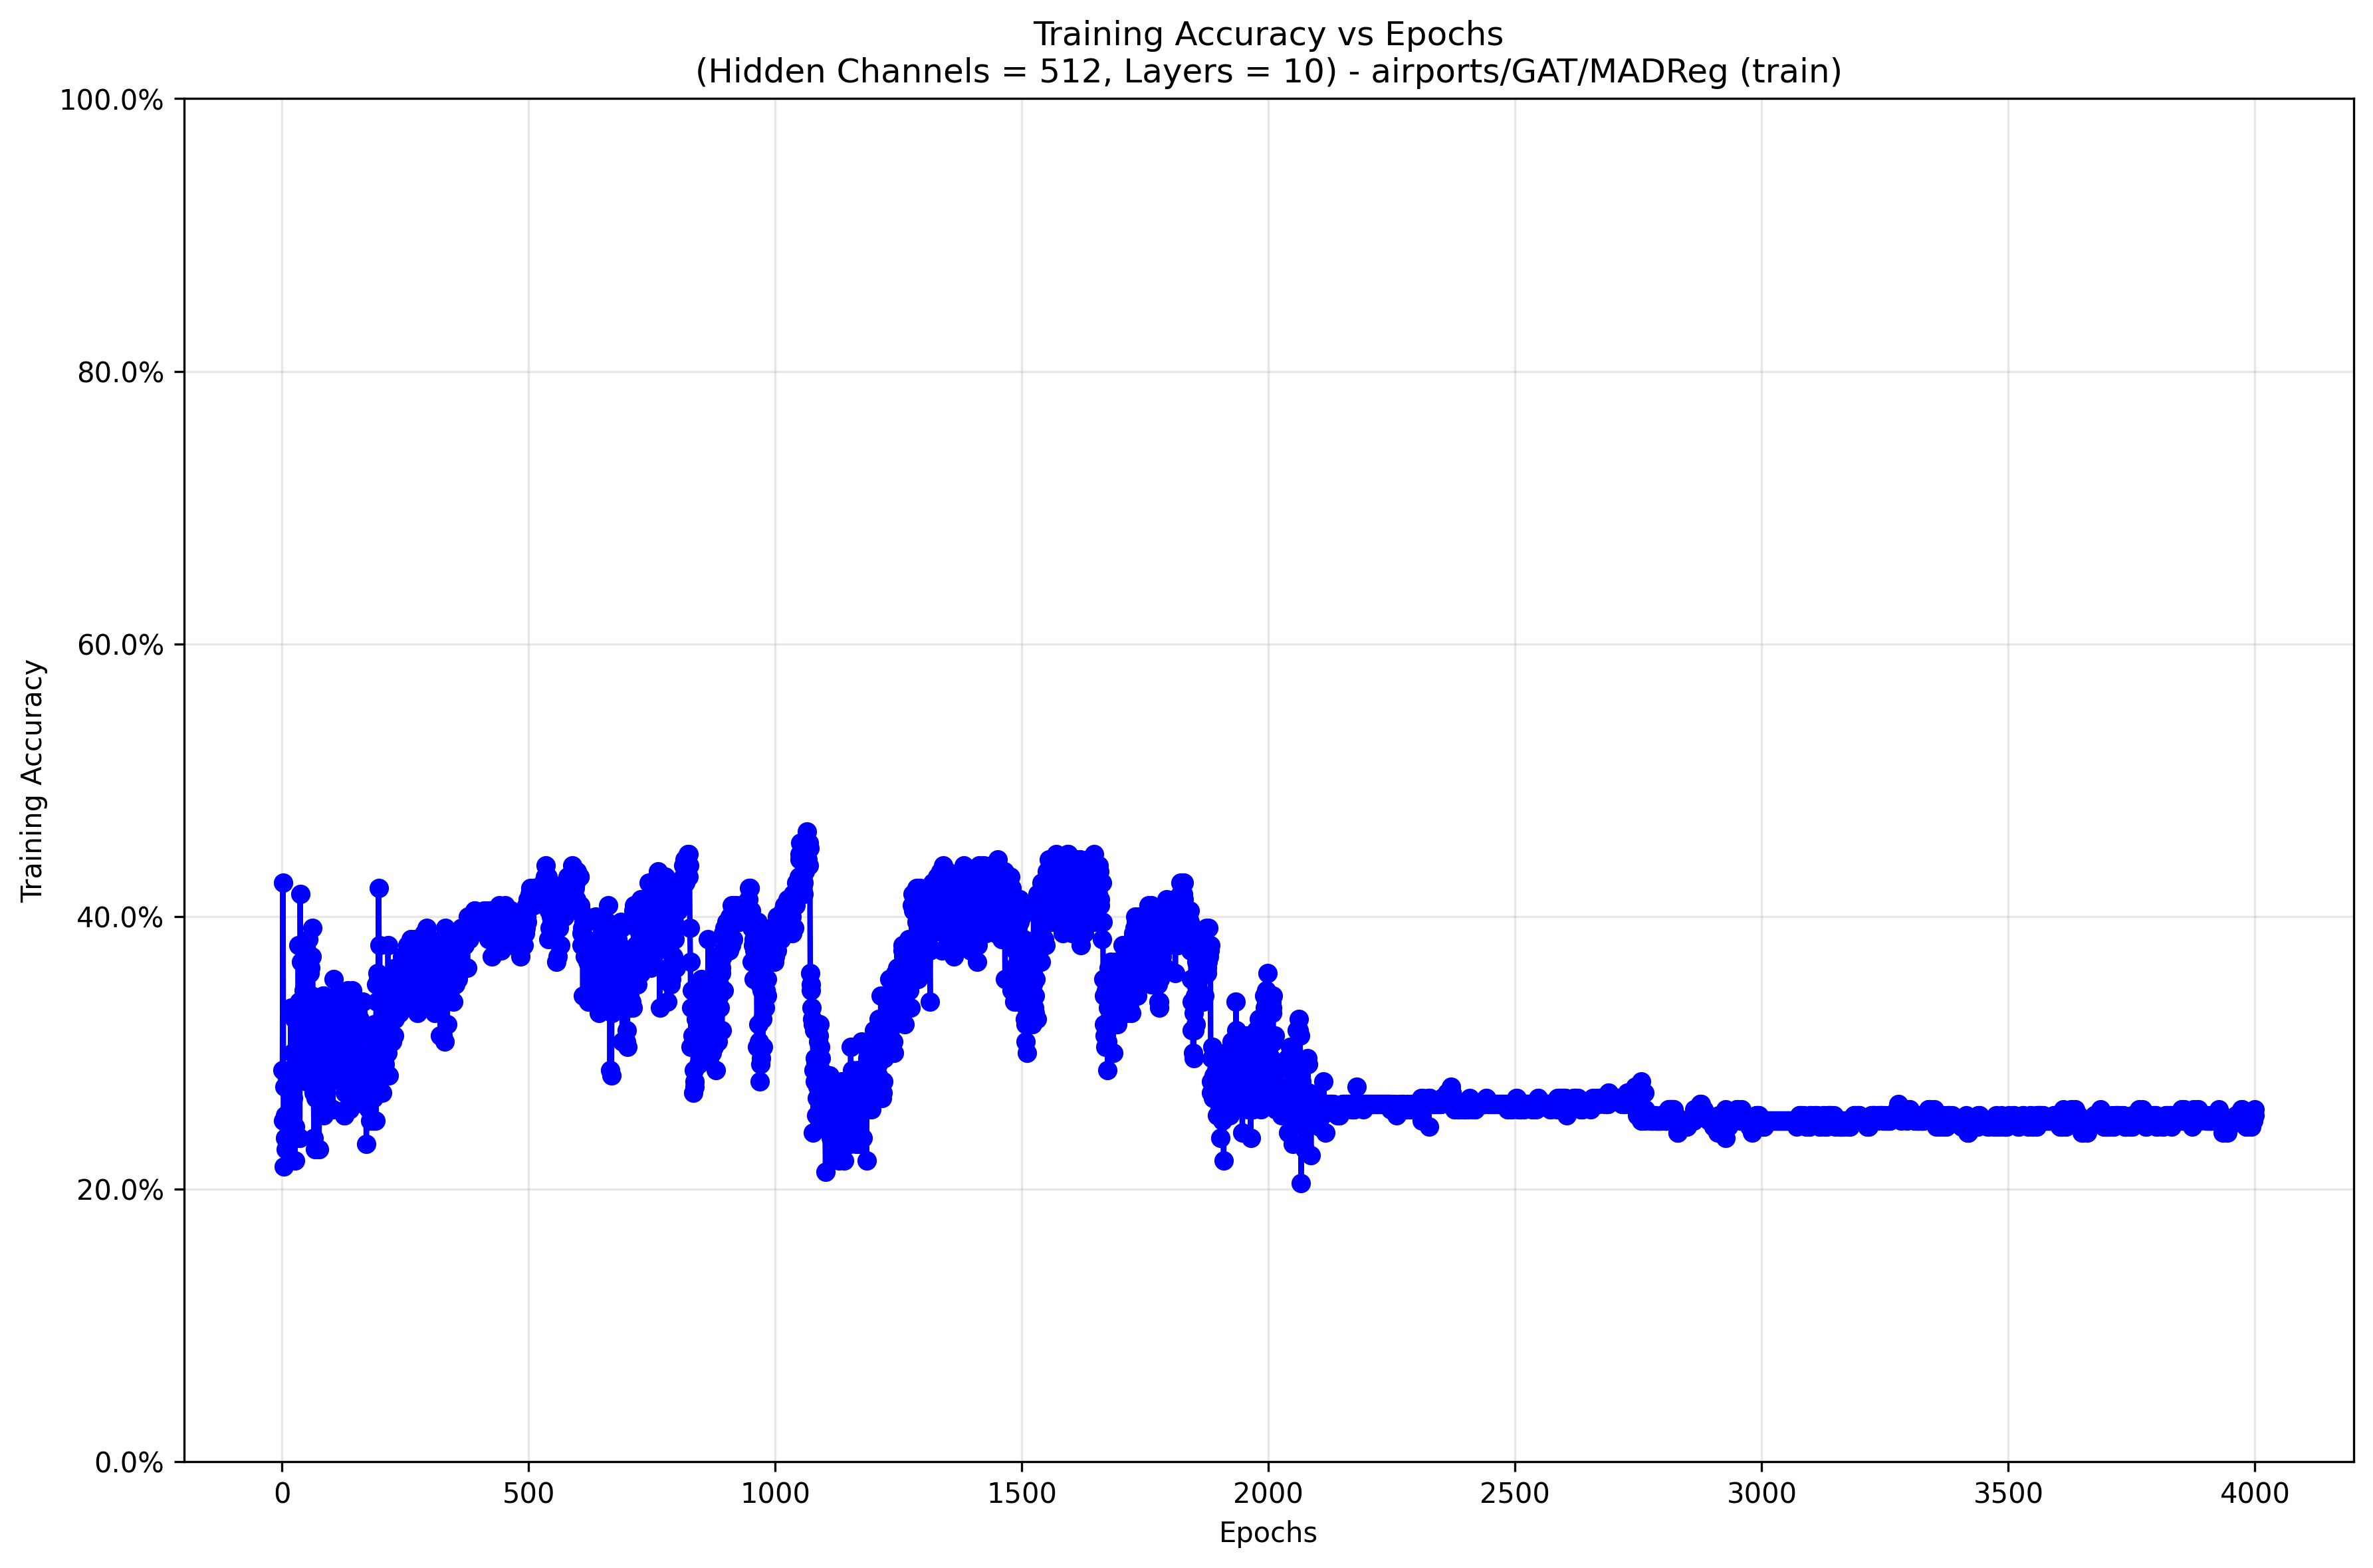 Training Accuracy vs Epochs
(Hidden Channels = 512, Layers = 10) - airports/GAT/MADReg (train)
100.0%
80.0%
60.0%
40.0%
20.0%
0.0%
Training Accuracy
0 500 1000 1500 2000 2500 3000 3500 4000
Epochs